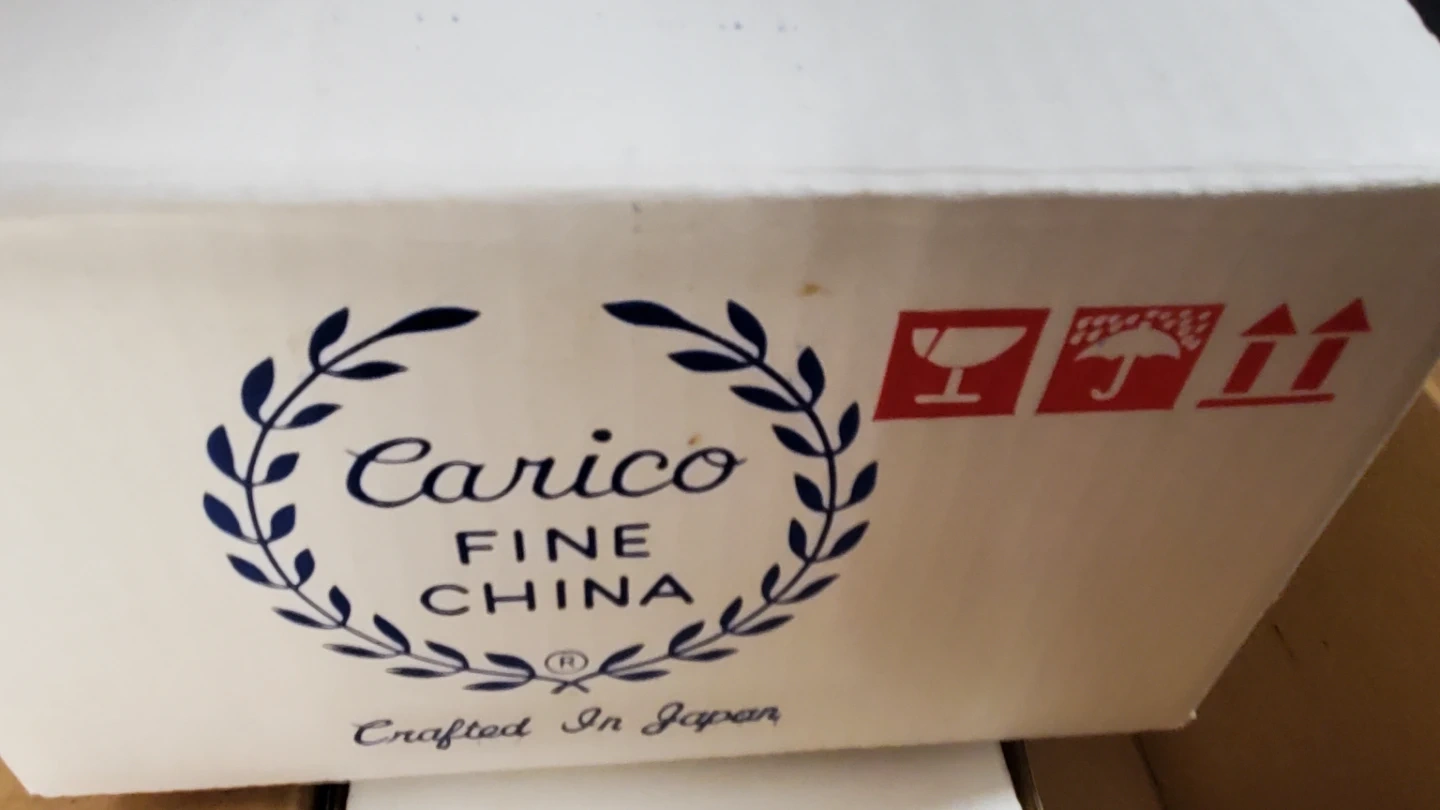 Carico
FINE
CHINA
®
Crafted In Japan